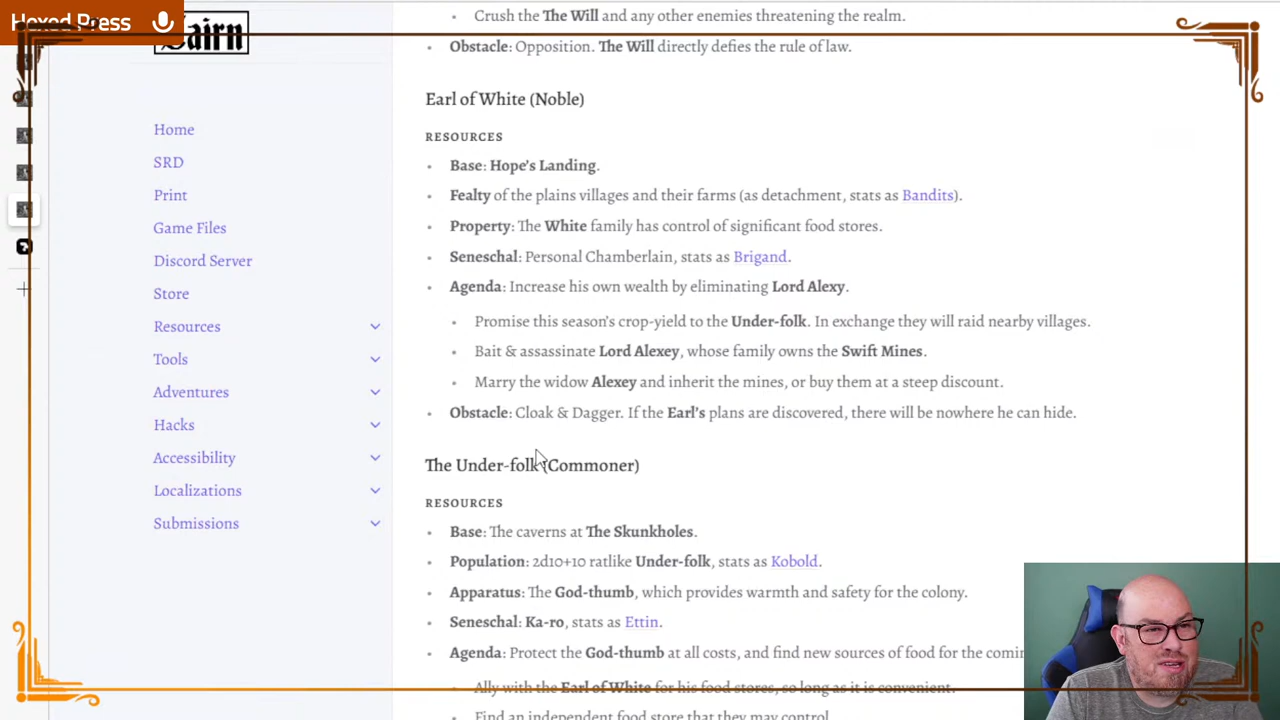 Hexed Press
Cairn
Home
SRD
Print
Game Files
Discord Server
Store
Resources
Tools
Adventures
Hacks
Accessibility
Localizations
Submissions
Crush the The Will and any other enemies threatening the realm.
Obstacle: Opposition. The Will directly defies the rule of law.
Earl of White (Noble)
RESOURCES
Base: Hope's Landing.
Fealty of the plains villages and their farms (as detachment, stats as Bandits).
Property: The White family has control of significant food stores.
Seneschal: Personal Chamberlain, stats as Brigand.
Agenda: Increase his own wealth by eliminating Lord Alexy.
Promise this season's crop-yield to the Under-folk. In exchange they will raid nearby villages.
Bait & assassinate Lord Alexey, whose family owns the Swift Mines.
Marry the widow Alexey and inherit the mines, or buy them at a steep discount.
Obstacle: Cloak & Dagger. If the Earl's plans are discovered, there will be nowhere he can hide.
The Under-folk (Commoner)
RESOURCES
Base: The caverns at The Skunkholes.
Population: 2d10+10 ratlike Under-folk, stats as Kobold.
Apparatus: The God-thumb, which provides warmth and safety for the colony.
Seneschal: Ka-ro, stats as Ettin.
Agenda: Protect the God-thumb at all costs, and find new sources of food for the
Ally with the Earl of White for his food stores, so long as it is convenient.
Find an independent food store that they may control.